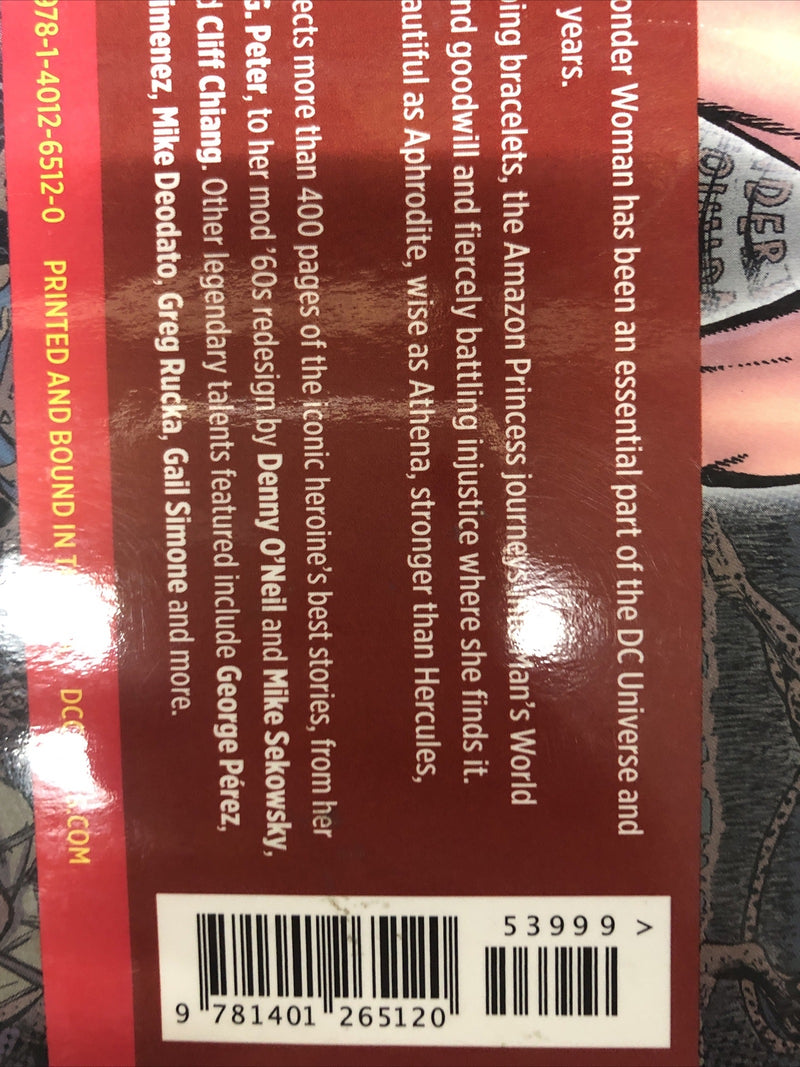 onder Woman has been an essential part of the DC Universe and
years.
ing bracelets, the Amazon Princess journeys Man's World
nd goodwill and fiercely battling injustice where she finds it.
autiful as Aphrodite, wise as Athena, stronger than Hercules,
ects more than 400 pages of the iconic heroine's best stories, from her
G. Peter, to her mod '60s redesign by Denny O'Neil and Mike Sekowsky,
d Cliff Chiang. Other legendary talents featured include George Pérez,
imenez, Mike Deodato, Greg Rucka, Gail Simone and more.
978-1-4012-6512-0 PRINTED AND BOUND IN .COM
53999 >
9 781401 265120